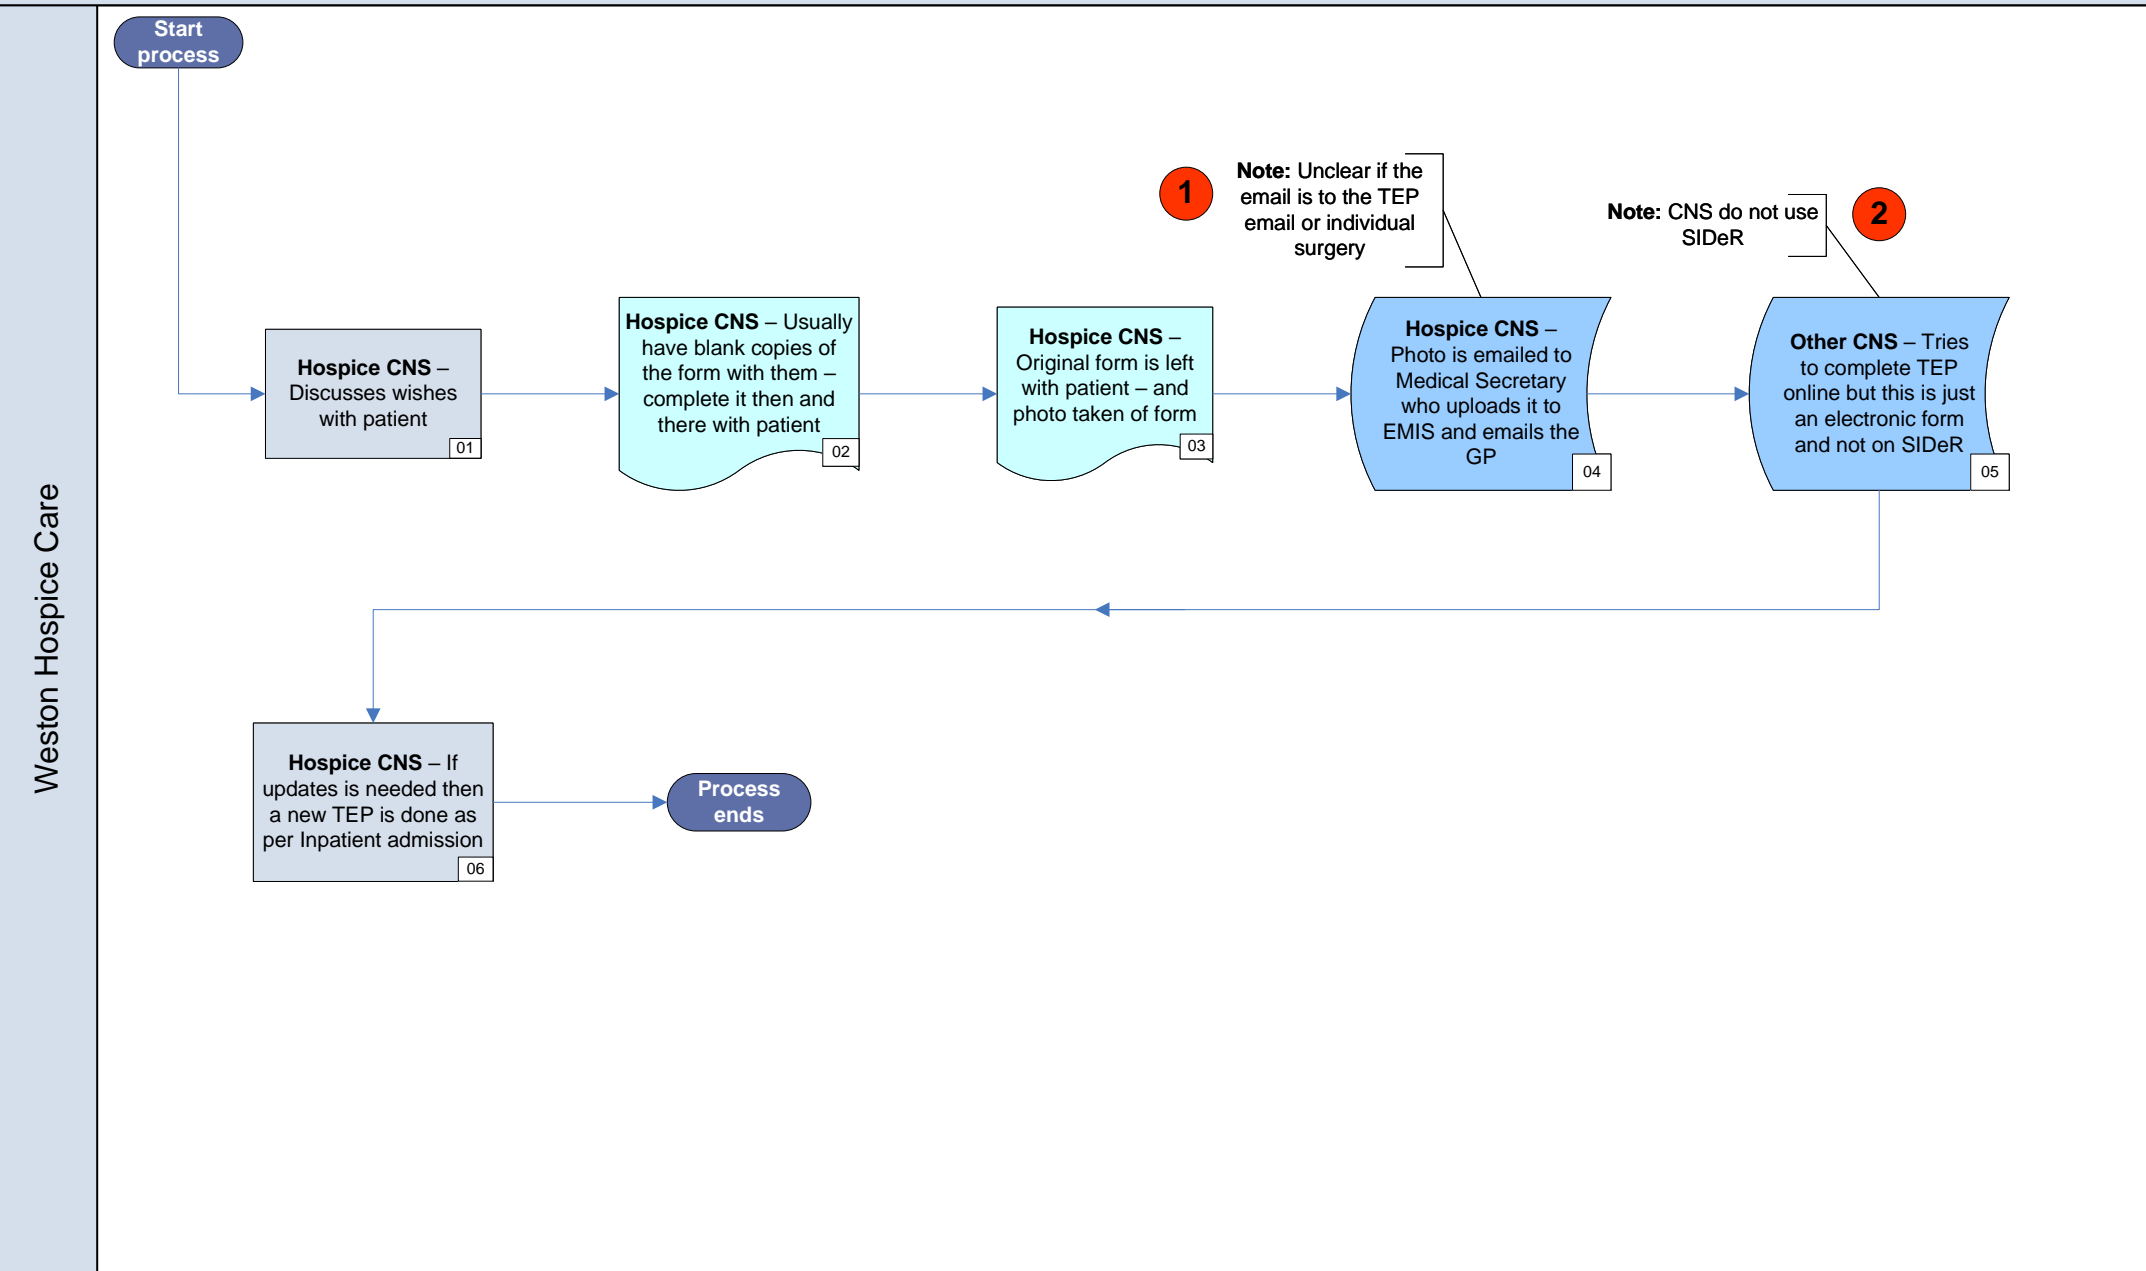 Start
process
Weston Hospice Care
1
Note: Unclear if the
email is to the TEP
email or individual
surgery
Note: CNS do not use
SIDeR
2
Hospice CNS –
Discusses wishes
with patient
01
Hospice CNS – Usually
have blank copies of
the form with them –
complete it then and
there with patient
02
Hospice CNS –
Original form is left
with patient – and
photo taken of form
03
Hospice CNS –
Photo is emailed to
Medical Secretary
who uploads it to
EMIS and emails the
GP
04
Other CNS – Tries
to complete TEP
online but this is just
an electronic form
and not on SIDeR
05
Hospice CNS – If
updates is needed then
a new TEP is done as
per Inpatient admission
06
Process
ends